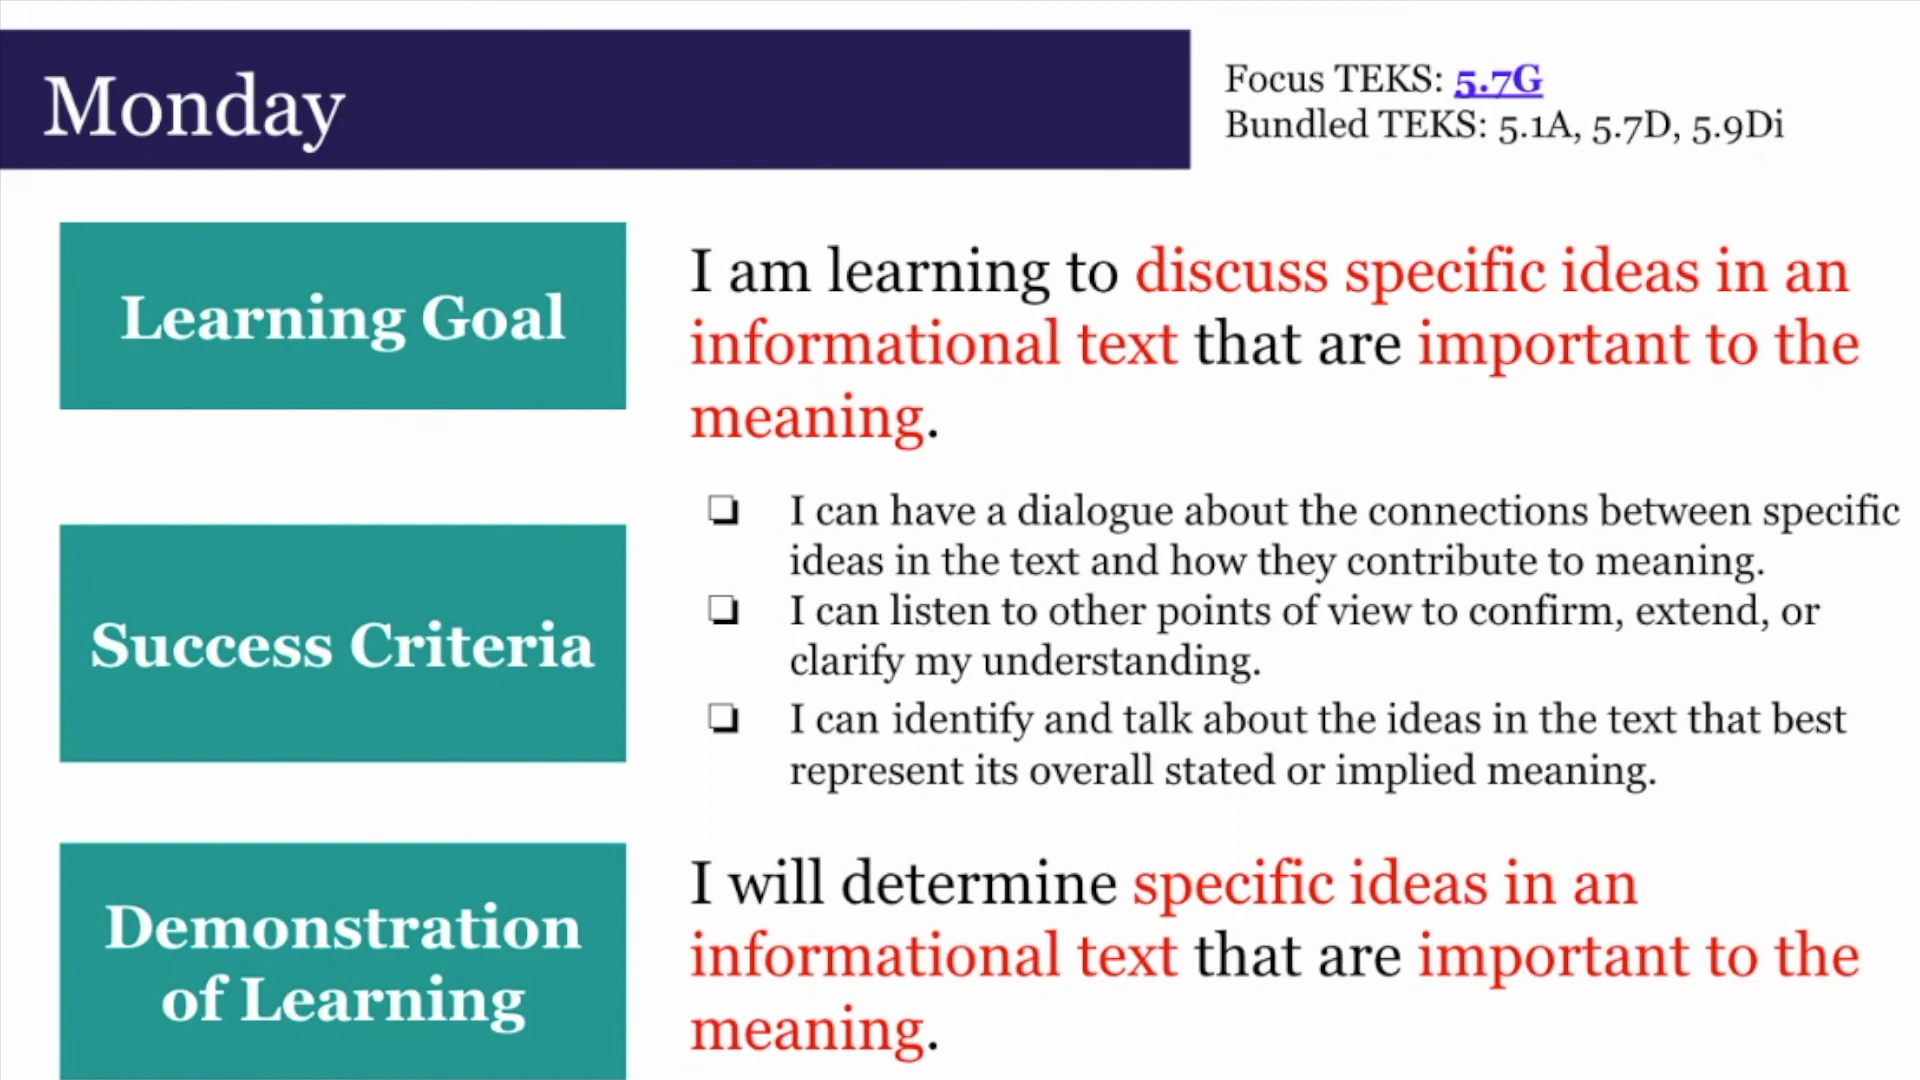 Monday
Focus TEKS: 5.7G
Bundled TEKS: 5.1A, 5.7D, 5.9Di
Learning Goal
I am learning to discuss specific ideas in an
informational text that are important to the
meaning.
Success Criteria
❏ I can have a dialogue about the connections between specific
ideas in the text and how they contribute to meaning.
❏ I can listen to other points of view to confirm, extend, or
clarify my understanding.
❏ I can identify and talk about the ideas in the text that best
represent its overall stated or implied meaning.
Demonstration
of Learning
I will determine specific ideas in an
informational text that are important to the
meaning.